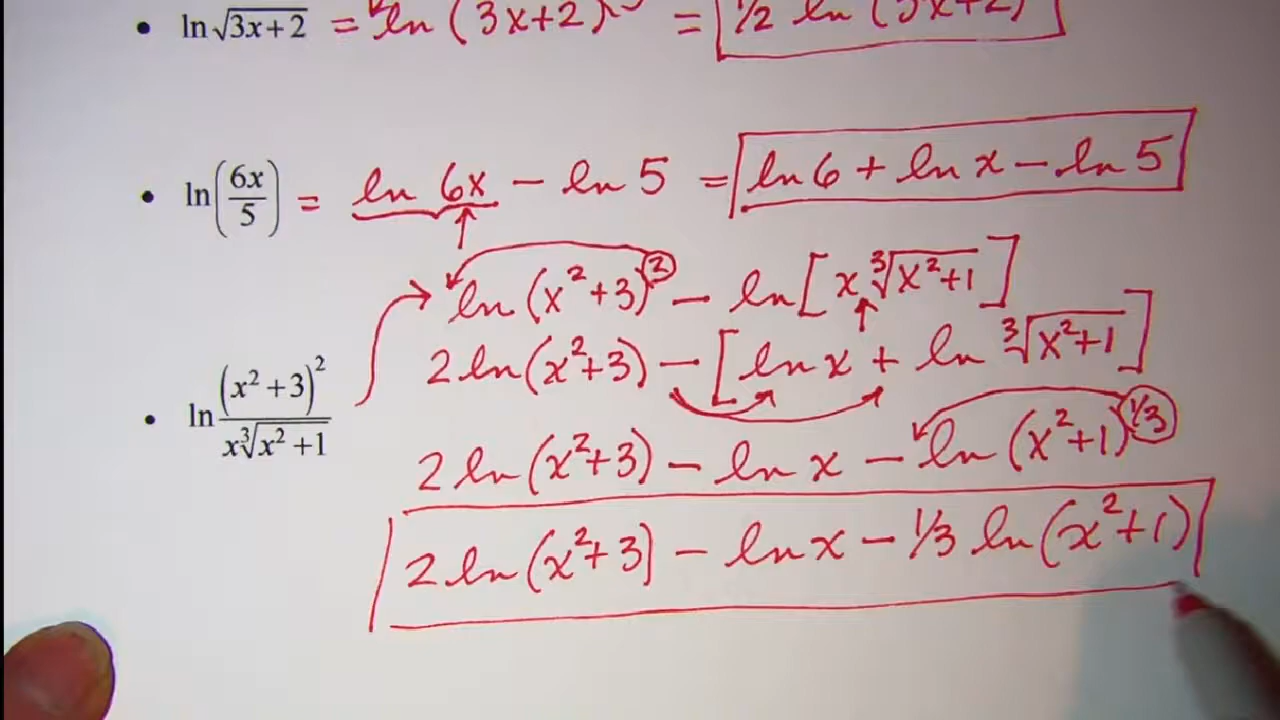 • ln√3x+2 = ln (3x+2) = 1/2 ln (3x+2)
• ln(6x/5) = ln 6x − ln 5 = ln 6 + ln x − ln 5
ln(x²+3)² − ln[x ∛x²+1]
2 ln(x²+3) − [ln x + ln ∛x²+1]
• ln (x²+3)²/x∛x²+1
2 ln(x²+3) − ln x − ln (x²+1)^1/3
2 ln(x²+3) − ln x − 1/3 ln(x²+1)